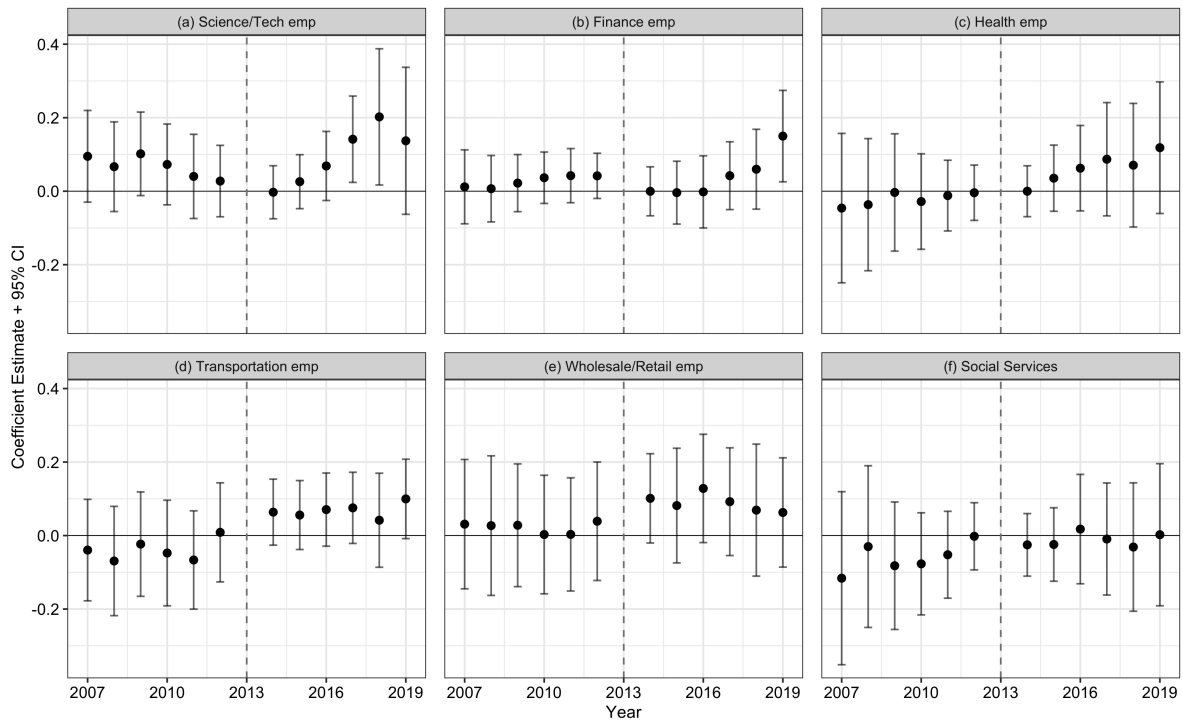 (a) Science/Tech emp
(b) Finance emp
(c) Health emp
0.4
0.2
0.0
-0.2
(d) Transportation emp
(e) Wholesale/Retail emp
(f) Social Services
0.4
0.2
0.0
-0.2
2007 2010 2013 2016 2019
2007 2010 2013 2016 2019
2007 2010 2013 2016 2019
Year
Coefficient Estimate + 95% CI